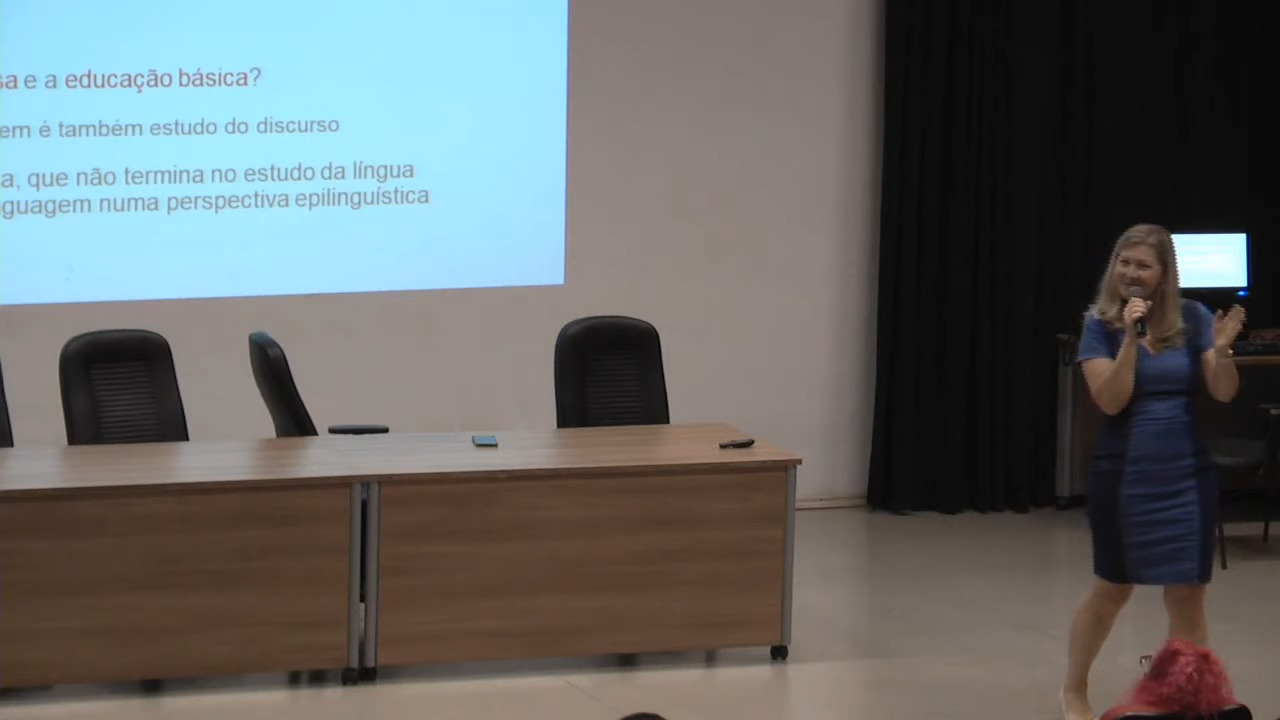 sa e a educação básica?
em é também estudo do discurso
a, que não termina no estudo da língua
guagem numa perspectiva epilinguística